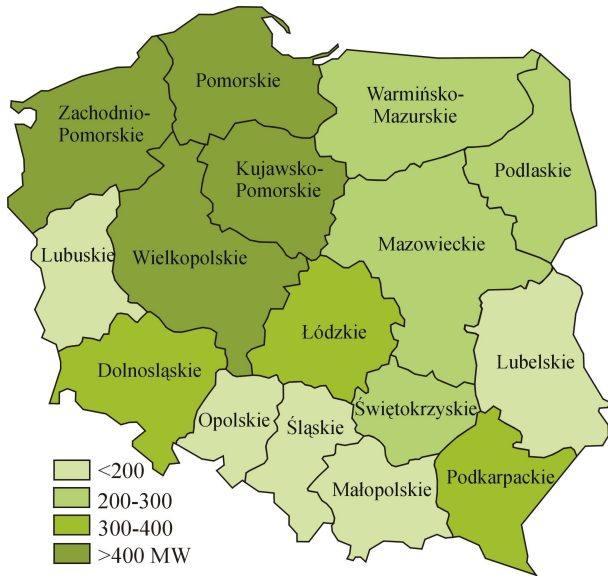 Pomorskie
Zachodnio-
Pomorskie
Warmińsko-
Mazurskie
Podlaskie
Kujawsko-
Pomorskie
Mazowieckie
Lubuskie
Wielkopolskie
Łódzkie
Lubelskie
Dolnośląskie
Opolskie
Śląskie
Świętokrzyskie
Małopolskie
Podkarpackie
<200
200-300
300-400
>400 MW